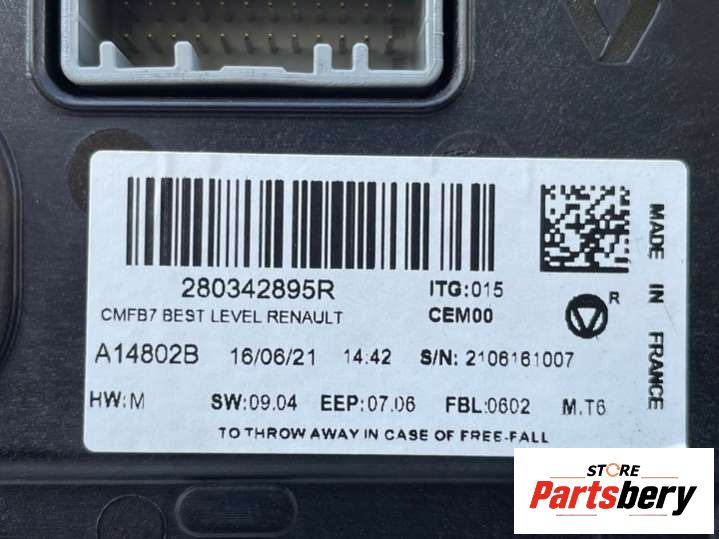 280342895R
ITG:015
CMFB7 BEST LEVEL RENAULT
CEM00
R
A14802B 16/06/21 14:42 S/N: 2106161007
HW:M SW:09.04 EEP:07.06 FBL:0602 M.T6
TO THROW AWAY IN CASE OF FREE-FALL
MADE IN FRANCE
STORE
Partsbery